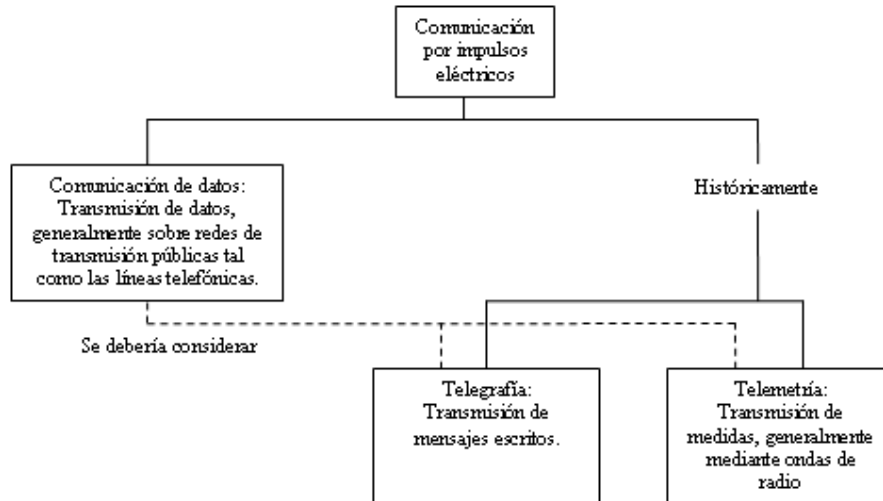 Comunicación
por impulsos
eléctricos
Comunicación de datos:
Transmisión de datos,
generalmente sobre redes de
transmisión públicas tal
como las líneas telefónicas.
Históricamente
Se debería considerar
Telegrafía:
Transmisión de
mensajes escritos.
Telemetría:
Transmisión de
medidas, generalmente
mediante ondas de
radio